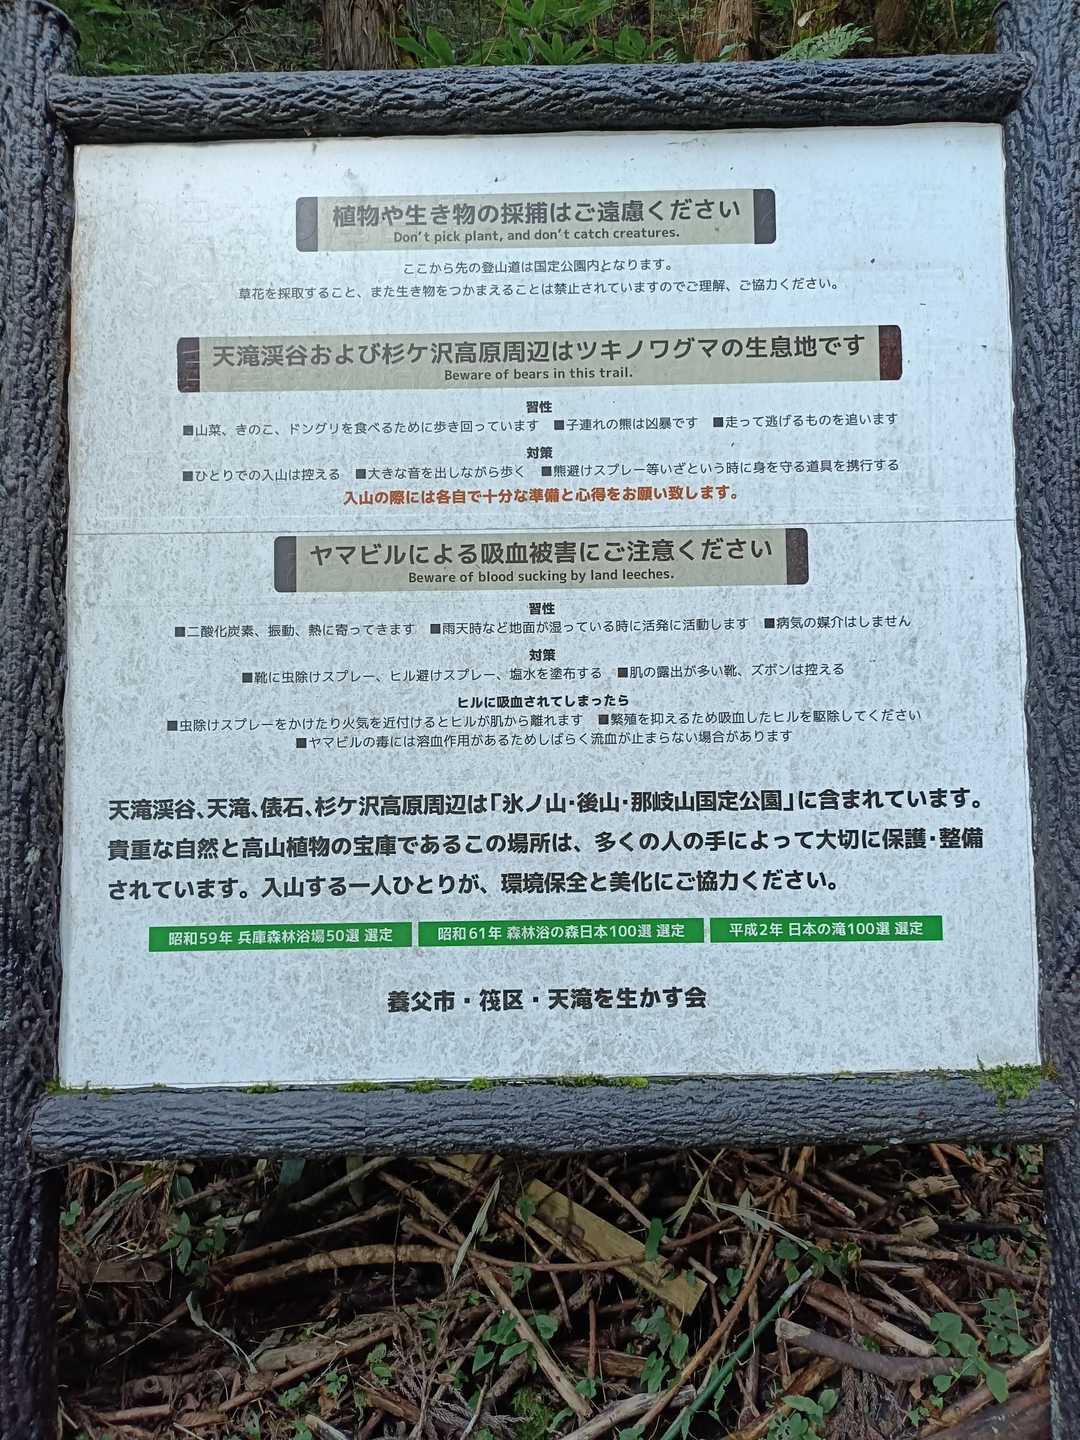 植物や生き物の採捕はご遠慮ください
Don't pick plant, and don't catch creatures.
ここから先の登山道は国定公園内となります。
草花を採取すること、また生き物をつかまえることは禁止されていますのでご理解、ご協力ください。
天滝渓谷および杉ケ沢高原周辺はツキノワグマの生息地です
Beware of bears in this trail.
習性
■山菜、きのこ、ドングリを食べるために歩き回っています ■子連れの熊は凶暴です ■走って逃げるものを追います
対策
■ひとりでの入山は控える ■大きな音を出しながら歩く ■熊避けスプレー等いざという時に身を守る道具を携行する
入山の際には各自で十分な準備と心得をお願い致します。
ヤマビルによる吸血被害にご注意ください
Beware of blood sucking by land leeches.
習性
■二酸化炭素、振動、熱に寄ってきます ■雨天時など地面が湿っている時に活発に活動します ■病気の媒介はしません
対策
■靴に虫除けスプレー、ヒル避けスプレー、塩水を塗布する ■肌の露出が多い靴、ズボンは控える
ヒルに吸血されてしまったら
■虫除けスプレーをかけたり火気を近付けるとヒルが肌から離れます ■繁殖を抑えるため吸血したヒルを駆除してください
■ヤマビルの毒には溶血作用があるためしばらく流血が止まらない場合があります
天滝渓谷、天滝、俵石、杉ケ沢高原周辺は「氷ノ山・後山・那岐山国定公園」に含まれています。
貴重な自然と高山植物の宝庫であるこの場所は、多くの人の手によって大切に保護・整備
されています。入山する一人ひとりが、環境保全と美化にご協力ください。
昭和59年 兵庫森林浴場50選 選定 昭和61年 森林浴の森日本100選 選定 平成2年 日本の滝100選 選定
養父市・筏区・天滝を生かす会